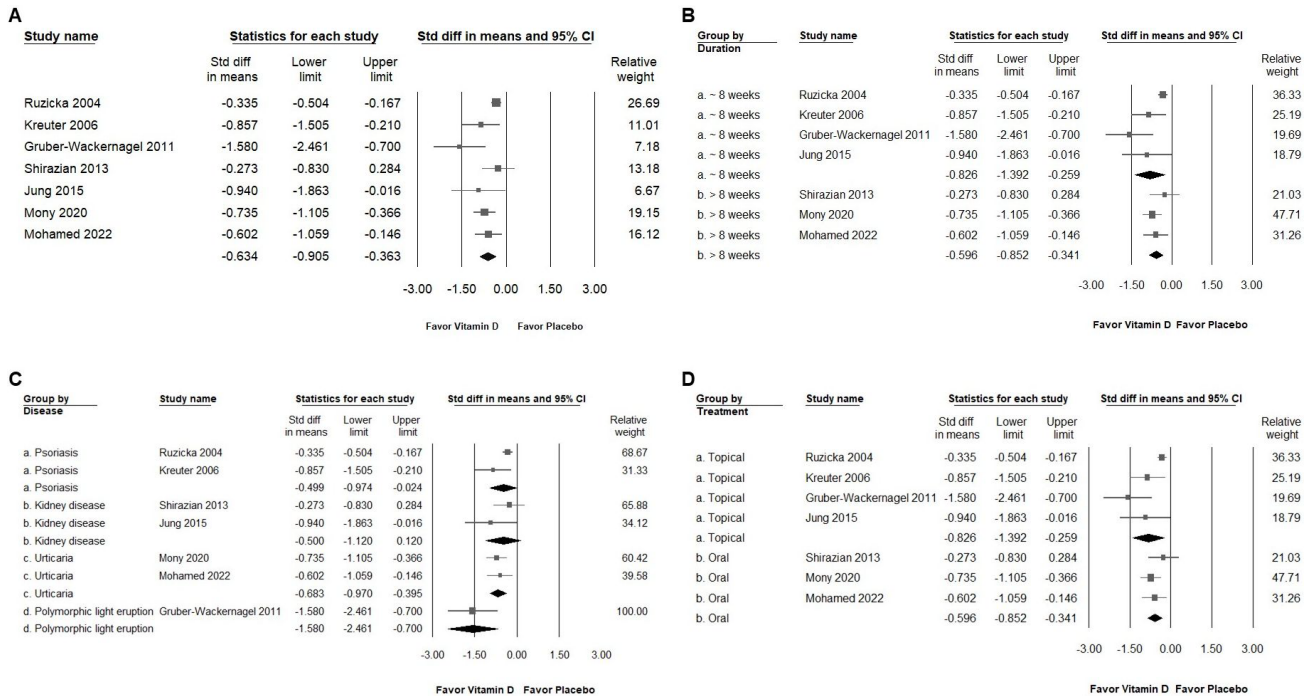 A
Study name Statistics for each study Std diff in means and 95% CI
Std diff in means Lower limit Upper limit Relative weight
Ruzicka 2004 -0.335 -0.504 -0.167 26.69
Kreuter 2006 -0.857 -1.505 -0.210 11.01
Gruber-Wackernagel 2011 -1.580 -2.461 -0.700 7.18
Shirazian 2013 -0.273 -0.830 0.284 13.18
Jung 2015 -0.940 -1.863 -0.016 6.67
Mony 2020 -0.735 -1.105 -0.366 19.15
Mohamed 2022 -0.602 -1.059 -0.146 16.12
-0.634 -0.905 -0.363
-3.00 -1.50 0.00 1.50 3.00
Favor Vitamin D Favor Placebo
B
Group by Duration Study name Statistics for each study Std diff in means and 95% CI
Std diff in means Lower limit Upper limit Relative weight
a. ~ 8 weeks Ruzicka 2004 -0.335 -0.504 -0.167 36.33
a. ~ 8 weeks Kreuter 2006 -0.857 -1.505 -0.210 25.19
a. ~ 8 weeks Gruber-Wackernagel 2011 -1.580 -2.461 -0.700 19.69
a. ~ 8 weeks Jung 2015 -0.940 -1.863 -0.016 18.79
a. ~ 8 weeks -0.826 -1.392 -0.259
b. > 8 weeks Shirazian 2013 -0.273 -0.830 0.284 21.03
b. > 8 weeks Mony 2020 -0.735 -1.105 -0.366 47.71
b. > 8 weeks Mohamed 2022 -0.602 -1.059 -0.146 31.26
b. > 8 weeks -0.596 -0.852 -0.341
-3.00 -1.50 0.00 1.50 3.00
Favor Vitamin D Favor Placebo
C
Group by Disease Study name Statistics for each study Std diff in means and 95% CI
Std diff in means Lower limit Upper limit Relative weight
a. Psoriasis Ruzicka 2004 -0.335 -0.504 -0.167 68.67
a. Psoriasis Kreuter 2006 -0.857 -1.505 -0.210 31.33
a. Psoriasis -0.499 -0.974 -0.024
b. Kidney disease Shirazian 2013 -0.273 -0.830 0.284 65.88
b. Kidney disease Jung 2015 -0.940 -1.863 -0.016 34.12
b. Kidney disease -0.500 -1.120 0.120
c. Urticaria Mony 2020 -0.735 -1.105 -0.366 60.42
c. Urticaria Mohamed 2022 -0.602 -1.059 -0.146 39.58
c. Urticaria -0.683 -0.970 -0.395
d. Polymorphic light eruption Gruber-Wackernagel 2011 -1.580 -2.461 -0.700 100.00
d. Polymorphic light eruption -1.580 -2.461 -0.700
-3.00 -1.50 0.00 1.50 3.00
Favor Vitamin D Favor Placebo
D
Group by Treatment Study name Statistics for each study Std diff in means and 95% CI
Std diff in means Lower limit Upper limit Relative weight
a. Topical Ruzicka 2004 -0.335 -0.504 -0.167 36.33
a. Topical Kreuter 2006 -0.857 -1.505 -0.210 25.19
a. Topical Gruber-Wackernagel 2011 -1.580 -2.461 -0.700 19.69
a. Topical Jung 2015 -0.940 -1.863 -0.016 18.79
a. Topical -0.826 -1.392 -0.259
b. Oral Shirazian 2013 -0.273 -0.830 0.284 21.03
b. Oral Mony 2020 -0.735 -1.105 -0.366 47.71
b. Oral Mohamed 2022 -0.602 -1.059 -0.146 31.26
b. Oral -0.596 -0.852 -0.341
-3.00 -1.50 0.00 1.50 3.00
Favor Vitamin D Favor Placebo